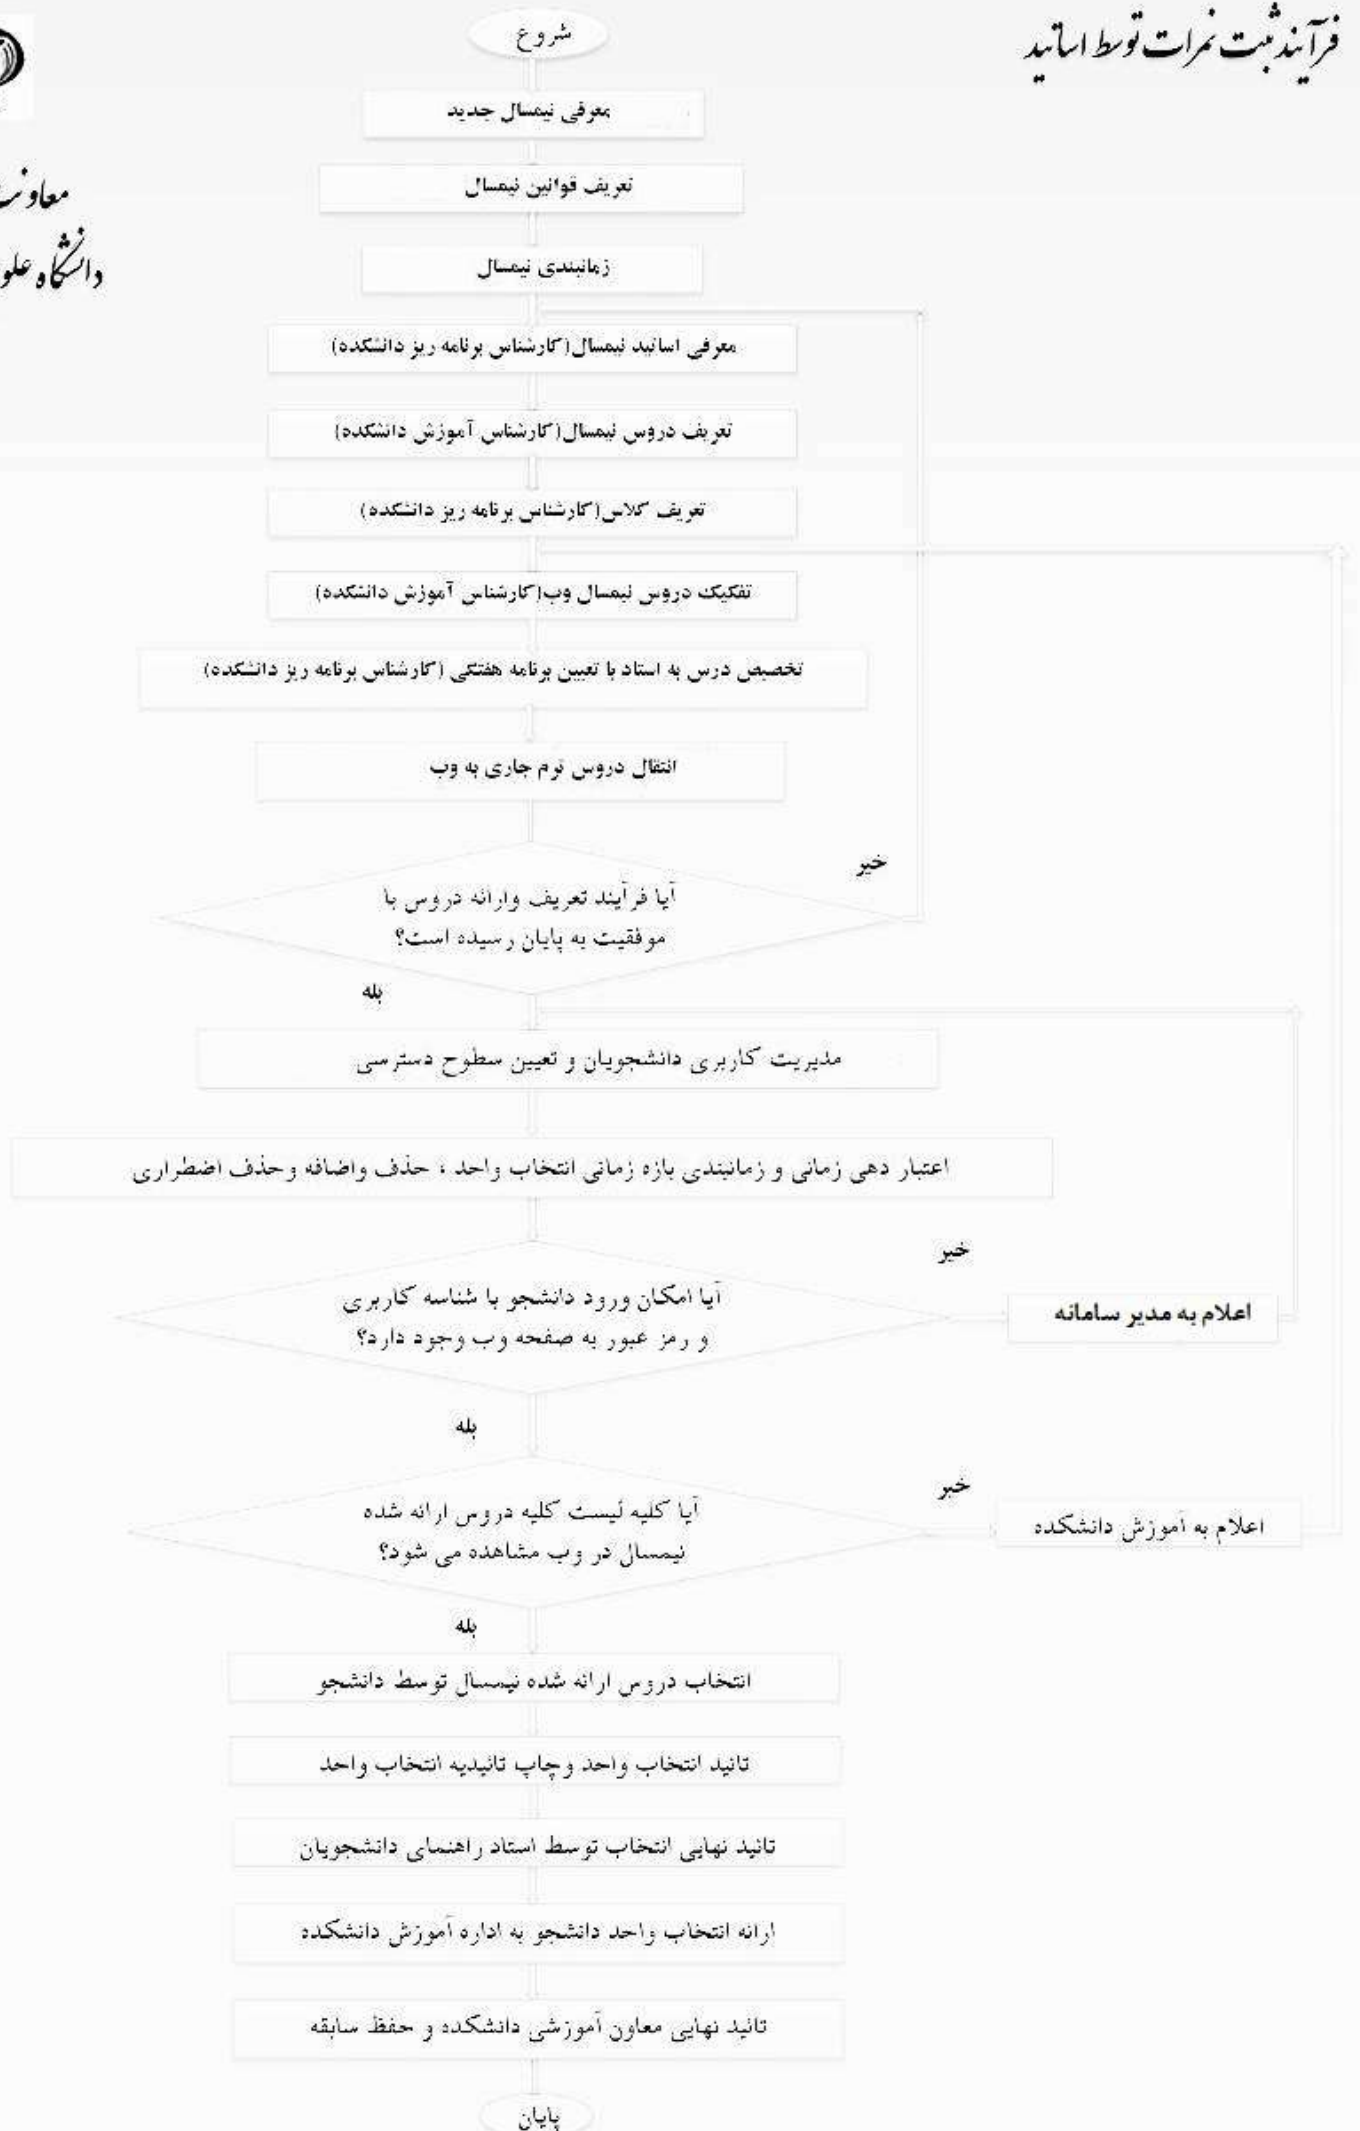 فرآیند ثبت نمرات توسط اساتید
دانشگاه
شروع
معرفی نیمسال جدید
تعریف قوانین نیمسال
زمانبندی نیمسال
معرفی اساتید نیمسال(کارشناس برنامه ریز دانشکده)
تعریف دروس نیمسال(کارشناس آموزش دانشکده)
تعریف کلاس(کارشناس برنامه ریز دانشکده)
تفکیک دروس نیمسال وب(کارشناس آموزش دانشکده)
تخصیص درس به استاد با تعیین برنامه هفتگی (کارشناس برنامه ریز دانشکده)
انتقال دروس ترم جاری به وب
خیر
آیا فرآیند تعریف وارائه دروس با
موفقیت به پایان رسیده است؟
بله
مدیریت کاربری دانشجویان و تعیین سطوح دسترسی
اعتبار دهی زمانی و زمانبندی بازه زمانی انتخاب واحد ، حذف واضافه وحذف اضطراری
خیر
آیا امکان ورود دانشجو با شناسه کاربری
و رمز عبور به صفحه وب وجود دارد؟
اعلام به مدیر سامانه
بله
خیر
آیا کلیه لیست کلیه دروس ارائه شده
نیمسال در وب مشاهده می شود؟
اعلام به آموزش دانشکده
بله
انتخاب دروس ارائه شده نیمسال توسط دانشجو
تائید انتخاب واحد وچاپ تائیدیه انتخاب واحد
تائید نهایی انتخاب توسط استاد راهنمای دانشجویان
ارائه انتخاب واحد دانشجو به اداره آموزش دانشکده
تائید نهایی معاون آموزشی دانشکده و حفظ سابقه
پایان